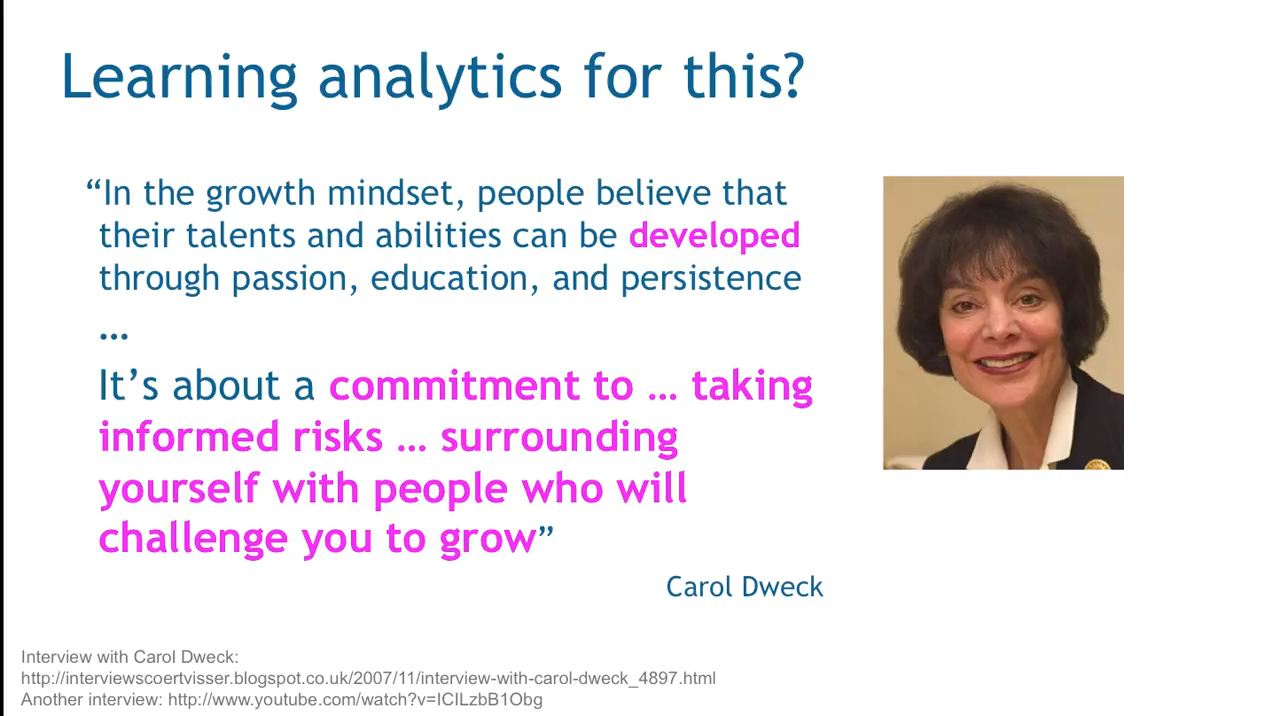 Learning analytics for this?
“In the growth mindset, people believe that
their talents and abilities can be developed
through passion, education, and persistence
…
It’s about a commitment to … taking
informed risks … surrounding
yourself with people who will
challenge you to grow”
Carol Dweck
Interview with Carol Dweck:
http://interviewscoertvisser.blogspot.co.uk/2007/11/interview-with-carol-dweck_4897.html
Another interview: http://www.youtube.com/watch?v=ICILzbB1Obg